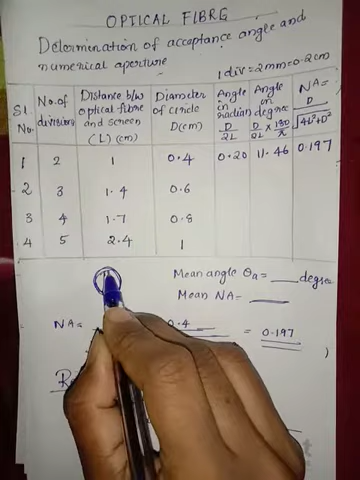 OPTICAL FIBRE
Determination of acceptance angle and
numerical aperture
1 div = 2mm = 0.2cm
Sl. No. | No. of divisions | Distance b/w optical fibre and screen (L) (cm) | Diameter of circle D(cm) | Angle in radian D/2L | Angle in degree D/2L × 180/π | NA = D/√4L²+D²
1 2 1 0.4 0.20 11.46 0.197
2 3 1.4 0.6
3 4 1.7 0.8
4 5 2.4 1
Mean angle θa = ___ degree
Mean NA = ___
NA = 0.4 = 0.197